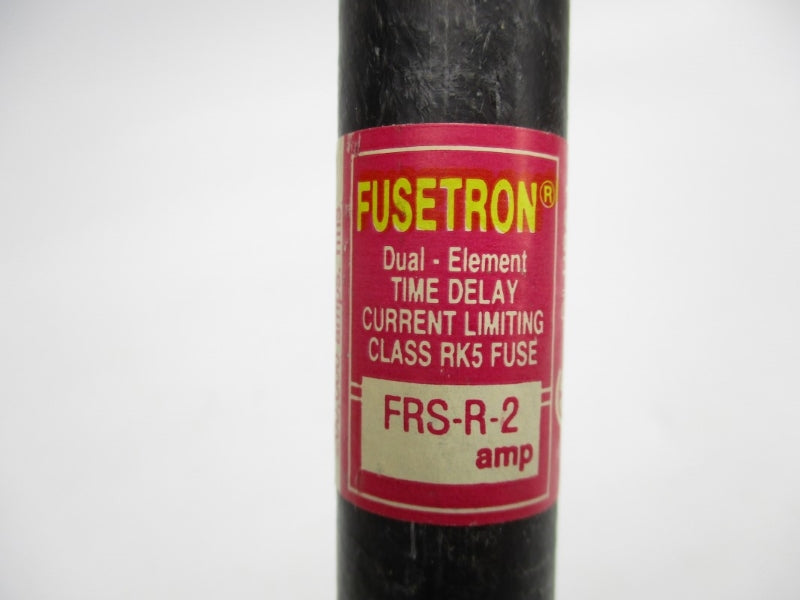 FUSETRON®
Dual - Element
TIME DELAY
CURRENT LIMITING
CLASS RK5 FUSE
FRS-R-2
amp